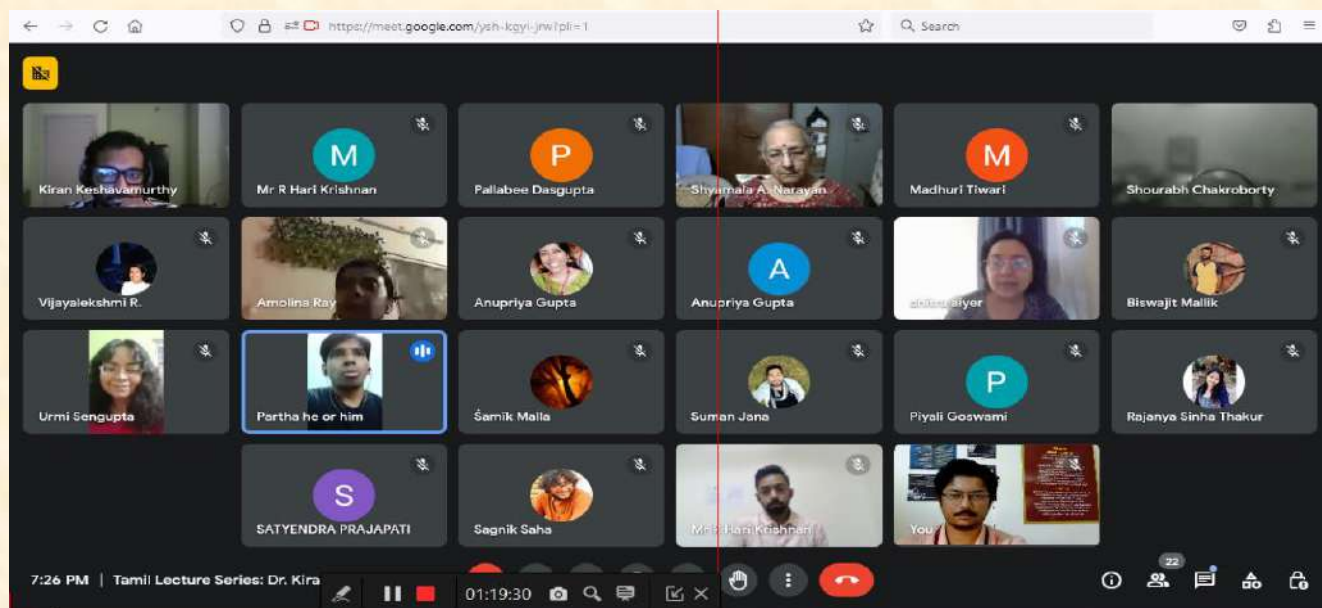 https://meet.google.com/ysh-kgyi-jrw?pli=1
Search
Kiran Keshavamurthy
M
Mr R Hari Krishnan
P
Pallabee Dasgupta
Shyamala A. Narayan
M
Madhuri Tiwari
Shourabh Chakroborty
Vijayalekshmi R.
Amolina Ray
Anupriya Gupta
A
Anupriya Gupta
Biswajit Mallik
Urmi Sengupta
Partha he or him
Samik Malla
Suman Jana
P
Piyali Goswami
Rajanya Sinha Thakur
S
SATYENDRA PRAJAPATI
Sagnik Saha
Mr R Hari Krishnan
You
7:26 PM | Tamil Lecture Series: Dr. Kira
01:19:30
22